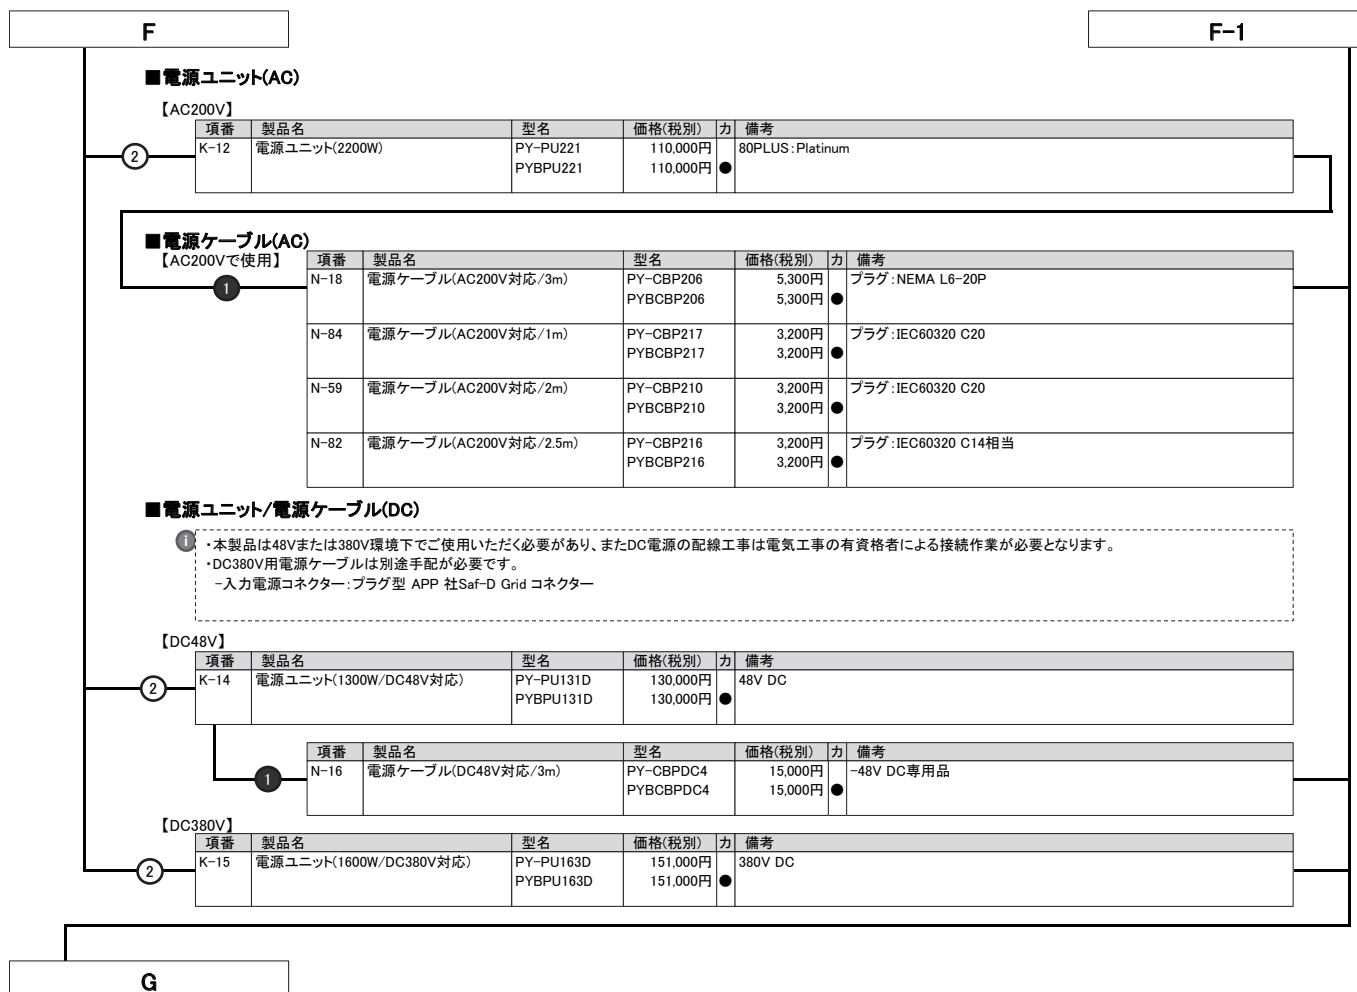 F
F-1
■電源ユニット(AC)
【AC200V】
項番 製品名 型名 価格(税別) カ 備考
② K-12 電源ユニット(2200W) PY-PU221 110,000円 80PLUS：Platinum
PYBPU221 110,000円 ●
■電源ケーブル(AC)
【AC200Vで使用】 項番 製品名 型名 価格(税別) カ 備考
❶ N-18 電源ケーブル(AC200V対応/3m) PY-CBP206 5,300円 プラグ：NEMA L6-20P
PYBCBP206 5,300円 ●
N-84 電源ケーブル(AC200V対応/1m) PY-CBP217 3,200円 プラグ：IEC60320 C20
PYBCBP217 3,200円 ●
N-59 電源ケーブル(AC200V対応/2m) PY-CBP210 3,200円 プラグ：IEC60320 C20
PYBCBP210 3,200円 ●
N-82 電源ケーブル(AC200V対応/2.5m) PY-CBP216 3,200円 プラグ：IEC60320 C14相当
PYBCBP216 3,200円 ●
■電源ユニット/電源ケーブル(DC)
i ・本製品は48Vまたは380V環境下でご使用いただく必要があり、またDC電源の配線工事は電気工事の有資格者による接続作業が必要となります。
・DC380V用電源ケーブルは別途手配が必要です。
-入力電源コネクター：プラグ型 APP 社Saf-D Grid コネクター
【DC48V】
項番 製品名 型名 価格(税別) カ 備考
② K-14 電源ユニット(1300W/DC48V対応) PY-PU131D 130,000円 48V DC
PYBPU131D 130,000円 ●
項番 製品名 型名 価格(税別) カ 備考
❶ N-16 電源ケーブル(DC48V対応/3m) PY-CBPDC4 15,000円 -48V DC専用品
PYBCBPDC4 15,000円 ●
【DC380V】
項番 製品名 型名 価格(税別) カ 備考
② K-15 電源ユニット(1600W/DC380V対応) PY-PU163D 151,000円 380V DC
PYBPU163D 151,000円 ●
G